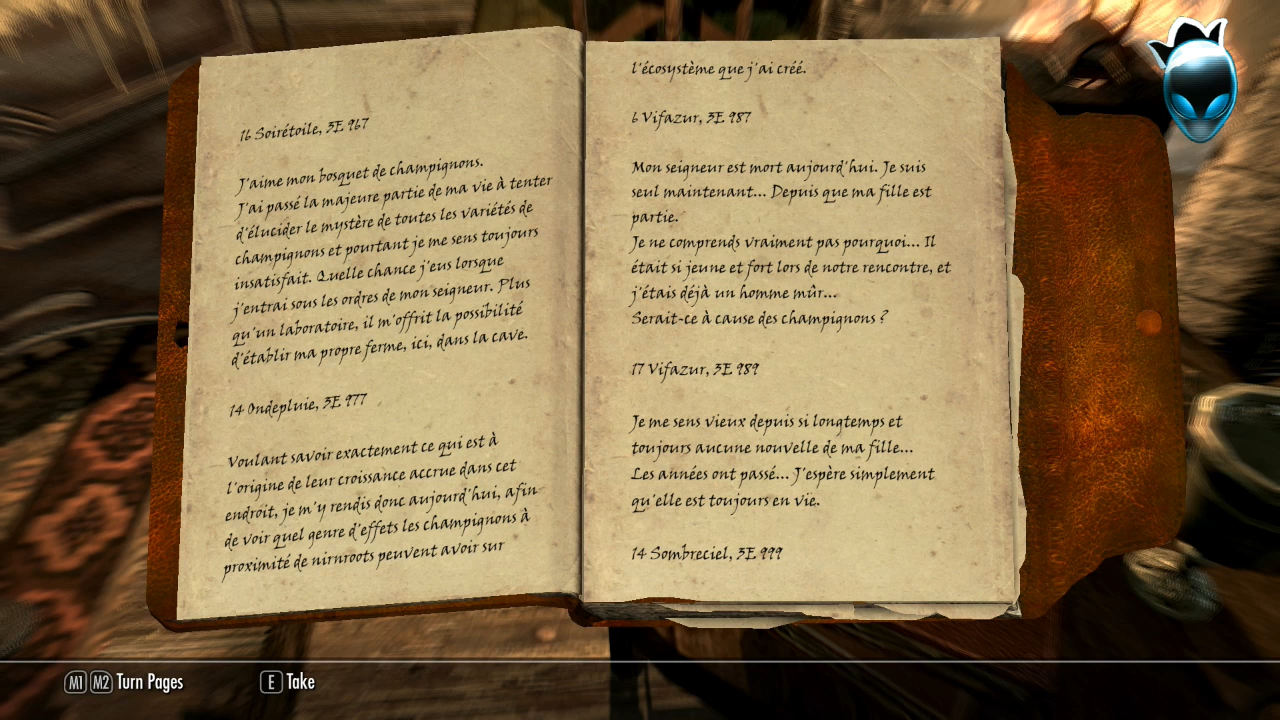 16 Soirétoile, 3E 967
J'aime mon bosquet de champignons.
J'ai passé la majeure partie de ma vie à tenter
d'élucider le mystère de toutes les variétés de
champignons et pourtant je me sens toujours
insatisfait. Quelle chance j'eus lorsque
j'entrai sous les ordres de mon seigneur. Plus
qu'un laboratoire, il m'offrit la possibilité
d'établir ma propre ferme, ici, dans la cave.
14 Ondepluie, 3E 977
Voulant savoir exactement ce qui est à
l'origine de leur croissance accrue dans cet
endroit, je m'y rendis donc aujourd'hui, afin
de voir quel genre d'effets les champignons à
proximité de nirnroots peuvent avoir sur
l'écosystème que j'ai créé.
6 Vifazur, 3E 987
Mon seigneur est mort aujourd'hui. Je suis
seul maintenant... Depuis que ma fille est
partie.
Je ne comprends vraiment pas pourquoi... Il
était si jeune et fort lors de notre rencontre, et
j'étais déjà un homme mûr...
Serait-ce à cause des champignons ?
17 Vifazur, 3E 989
Je me sens vieux depuis si longtemps et
toujours aucune nouvelle de ma fille...
Les années ont passé... J'espère simplement
qu'elle est toujours en vie.
14 Sombreciel, 3E 999
M1 M2 Turn Pages
E Take